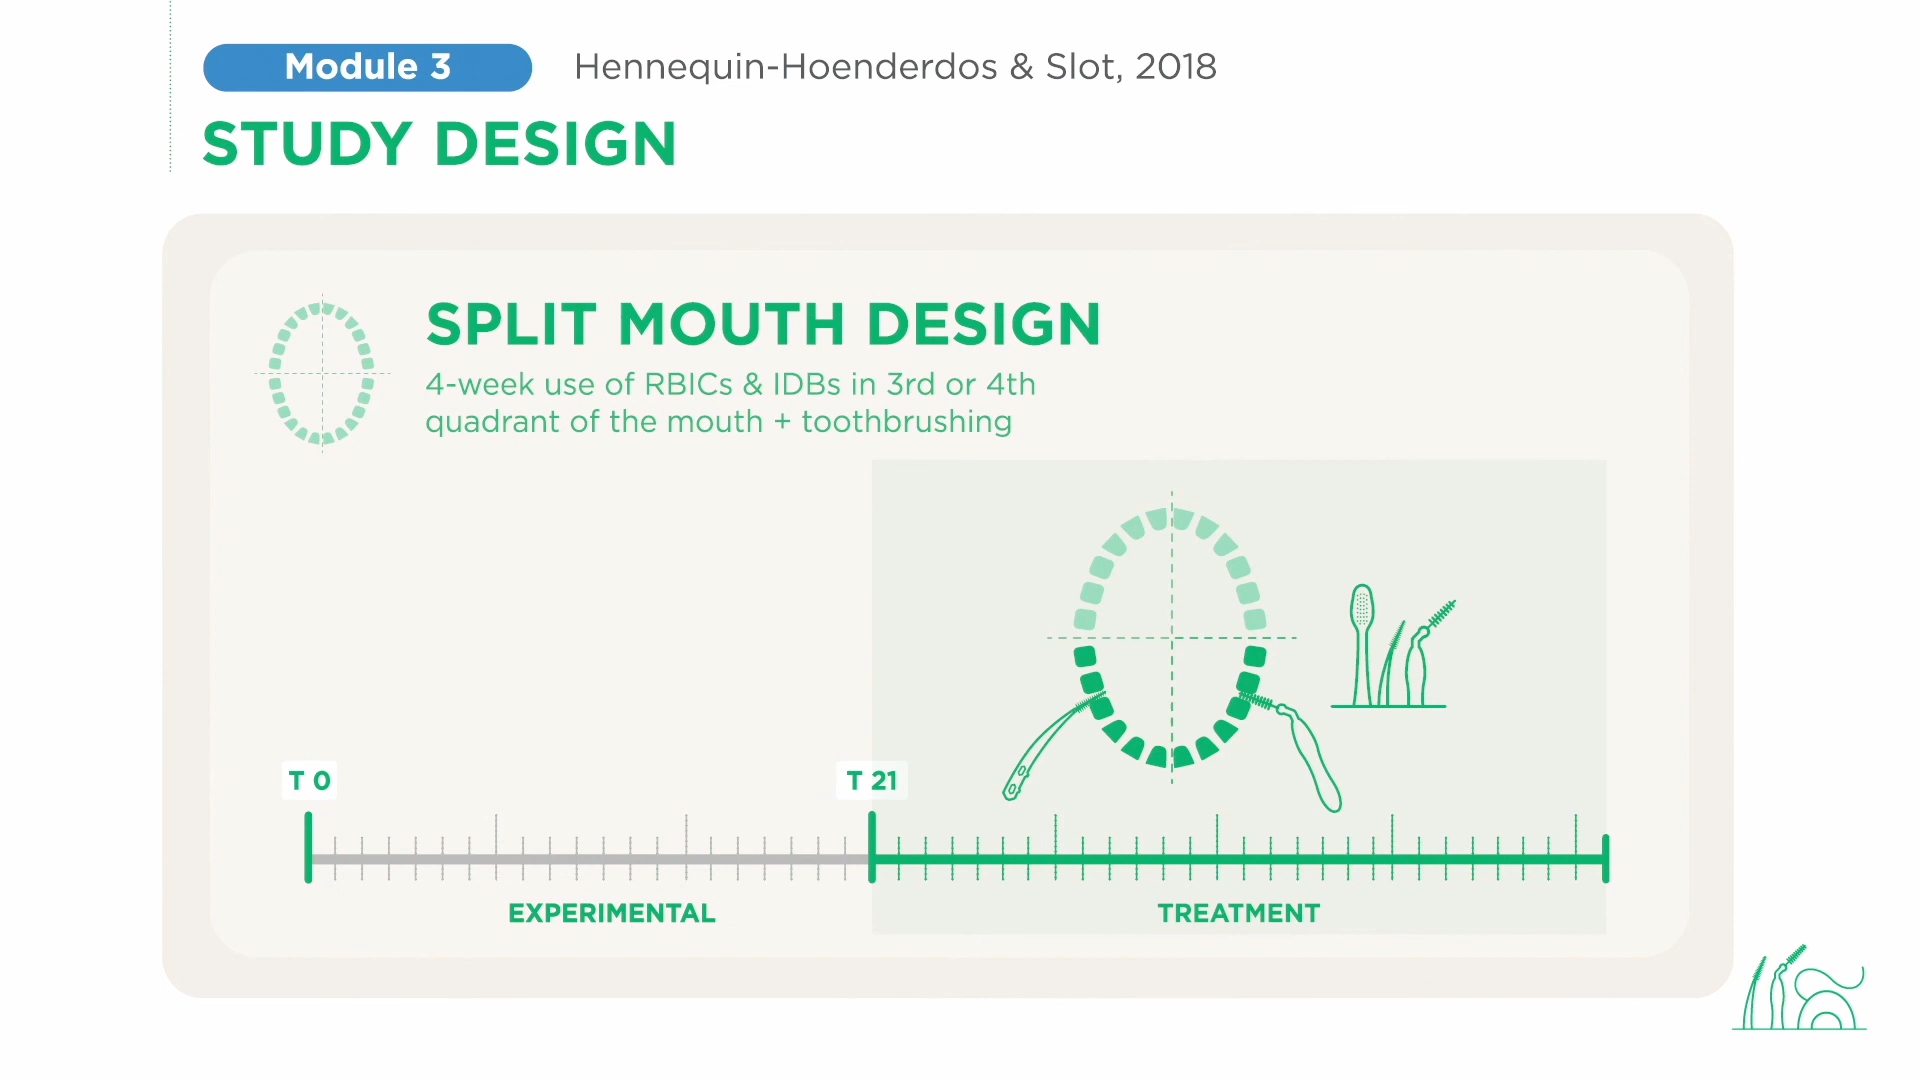 Module 3
Hennequin-Hoenderdos & Slot, 2018
STUDY DESIGN
SPLIT MOUTH DESIGN
4-week use of RBICs & IDBs in 3rd or 4th
quadrant of the mouth + toothbrushing
T 0
T 21
EXPERIMENTAL
TREATMENT